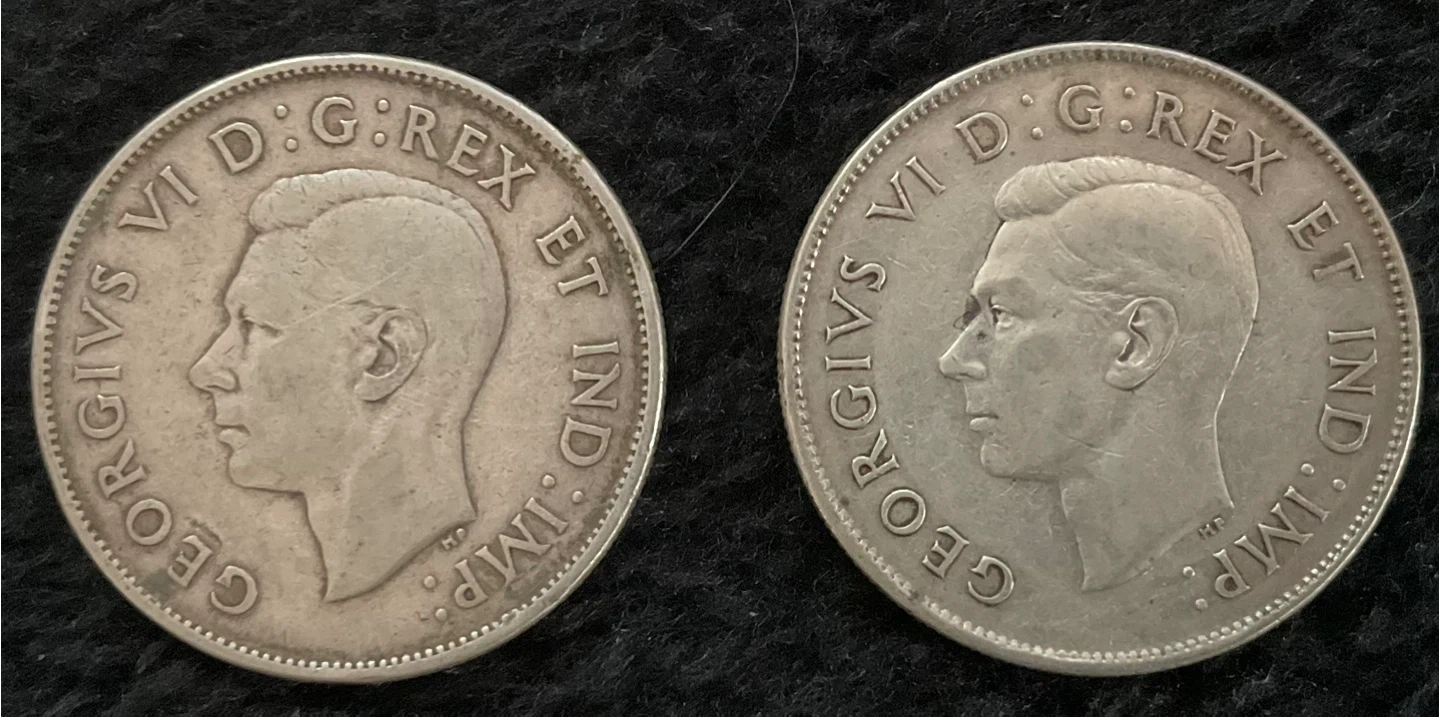 GEORGIVS VI D:G:REX ET IND:IMP:
HP
GEORGIVS VI D:G:REX ET IND:IMP:
HP